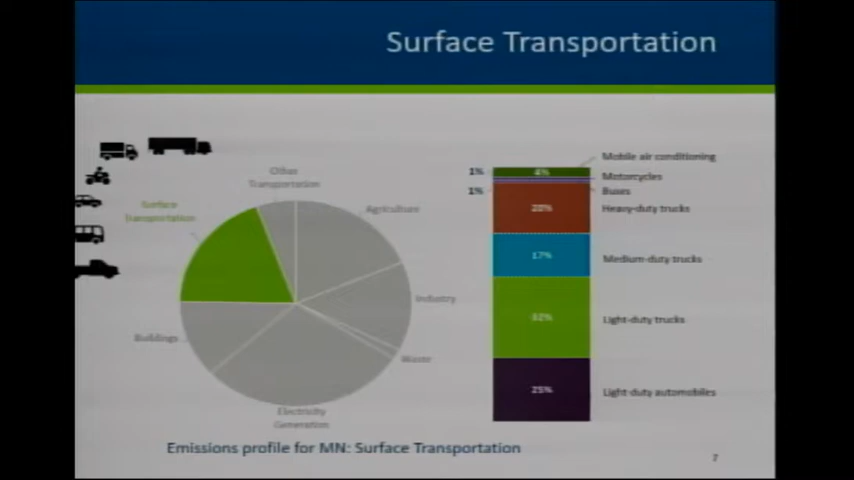 Surface Transportation
Other
Transportation
Surface
Transportation
Agriculture
Industry
Waste
Buildings
Electricity
Generation
1%
4%
1%
20%
17%
32%
25%
Mobile air conditioning
Motorcycles
Buses
Heavy-duty trucks
Medium-duty trucks
Light-duty trucks
Light-duty automobiles
Emissions profile for MN: Surface Transportation
7